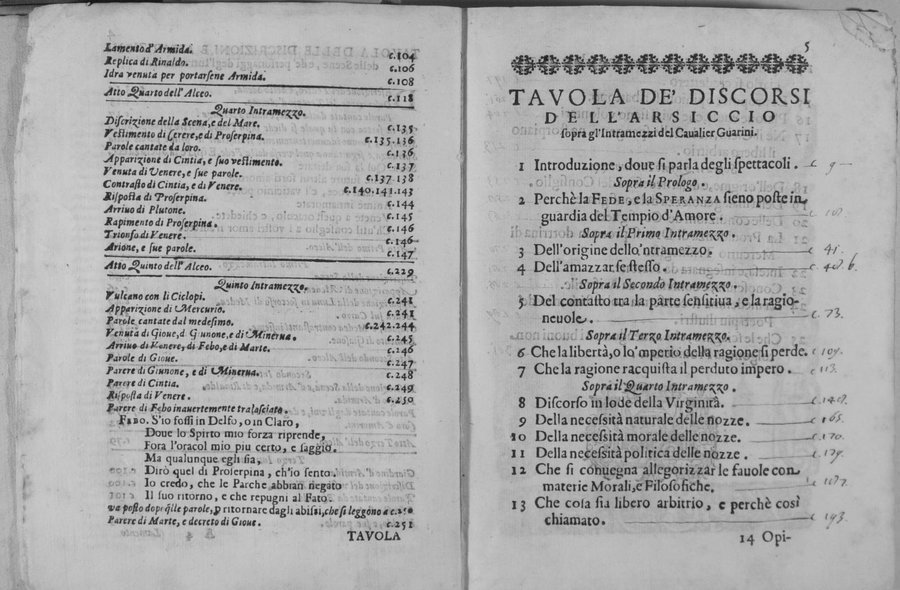 Lamento d'Armida. c.104
Replica di Rinaldo. c.106
Idra venuta per portarsene Armida. c.108
Atto Quarto dell'Alceo. c.118
Quarto Intramezzo.
Discrizione della Scena, e del Mare. c.135
Vestimento di Cerere, e di Proserpina. c.135.136
Parole cantate da loro. c.136
Apparizione di Cintia, e suo vestimento. c.137
Venuta di Venere, e sue parole. c.137 138
Contrasto di Cintia, e di Venere. c.140.141.143
Risposta di Proserpina. c.144
Arriuo di Plutone. c.145
Rapimento di Proserpina. c.146
Trionfo di Venere. c.146
Arione, e sue parole. c.147
Atto Quinto dell'Alceo. c.229
Quinto Intramezzo.
Vulcano con li Ciclopi. c.241
Apparizione di Mercurio. c.241
Parole cantate dal medesimo. c.242.244
Venuta di Gioue, d Giunone, e di Minerua. c.245
Arriuo di Venere, di Febo, e di Marte. c.246
Parole di Gioue. c.247
Parere di Giunone, e di Minerua. c.248
Parere di Cintia. c.249
Risposta di Venere. c.250
Parere di Febo inauertemente tralasciato.
FEBO. S'io fossi in Delfo, o in Claro,
Doue lo Spirto mio forza riprende,
Fora l'oracol mio piu certo, e saggio.
Ma qualunque egli sia,
Dirò quel di Proserpina, ch'io sento.
Io credo, che le Parche abbian negato
Il suo ritorno, e che repugni al Fato.
va posto dopo q̃lle parole, ꝑ ritornare dagli abissi, che si leggono a c.250
Parere di Marte, e decreto di Gioue. c.251
TAVOLA
5
TAVOLA DE' DISCORSI
DELL'ARSICCIO
sopra gl'Intramezzi del Caualier Guarini.
1 Introduzione, doue si parla degli spettacoli. c 9
Sopra il Prologo.
2 Perchè la FEDE, e la SPERANZA sieno poste in
guardia del Tempio d'Amore.
Sopra il Primo Intramezzo.
3 Dell'origine dello'ntramezzo. c 41.
4 Dell'amazzar se stesso.
Sopra il Secondo Intramezzo.
5 Del contasto tra la parte sensitiua, e la ragio-
neuole. c 73.
Sopra il Terzo Intramezzo.
6 Che la libertà, o lo'mperio della ragione si perde. c 109.
7 Che la ragione racquista il perduto impero. c 113.
Sopra il Quarto Intramezzo.
8 Discorso in lode della Virginità.
9 Della necessità naturale delle nozze. c 165.
10 Della necessità morale delle nozze. c 170.
11 Della necessità politica delle nozze. c 179.
12 Che si conuegna allegorizzar le fauole con
materie Morali, e Filosofiche. c 187.
13 Che cosa sia libero arbitrio, e perchè così
chiamato. c 193.
14 Opi-